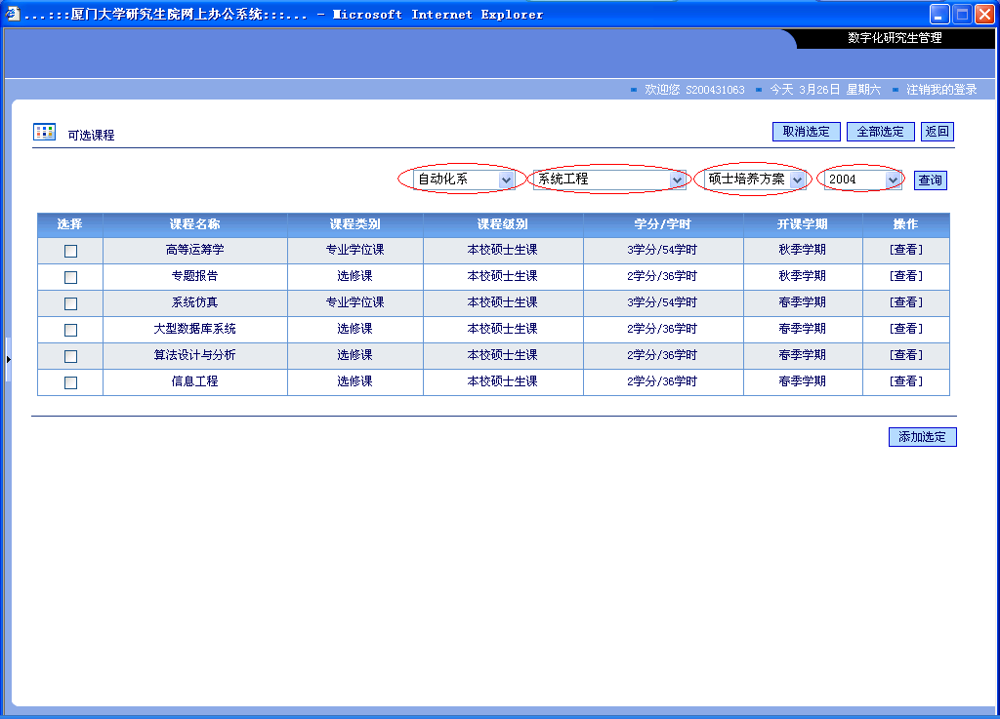 ...:::厦门大学研究生院网上办公系统:::... - Microsoft Internet Explorer
数字化研究生管理
欢迎您 S200431063 今天 3月26日 星期六 注销我的登录
可选课程 取消选定 全部选定 返回
自动化系 系统工程 硕士培养方案 2004 查询
选择 课程名称 课程类别 课程级别 学分/学时 开课学期 操作
高等运筹学 专业学位课 本校硕士生课 3学分/54学时 秋季学期 [查看]
专题报告 选修课 本校硕士生课 2学分/36学时 秋季学期 [查看]
系统仿真 专业学位课 本校硕士生课 3学分/54学时 春季学期 [查看]
大型数据库系统 选修课 本校硕士生课 2学分/36学时 春季学期 [查看]
算法设计与分析 选修课 本校硕士生课 2学分/36学时 春季学期 [查看]
信息工程 选修课 本校硕士生课 2学分/36学时 春季学期 [查看]
添加选定